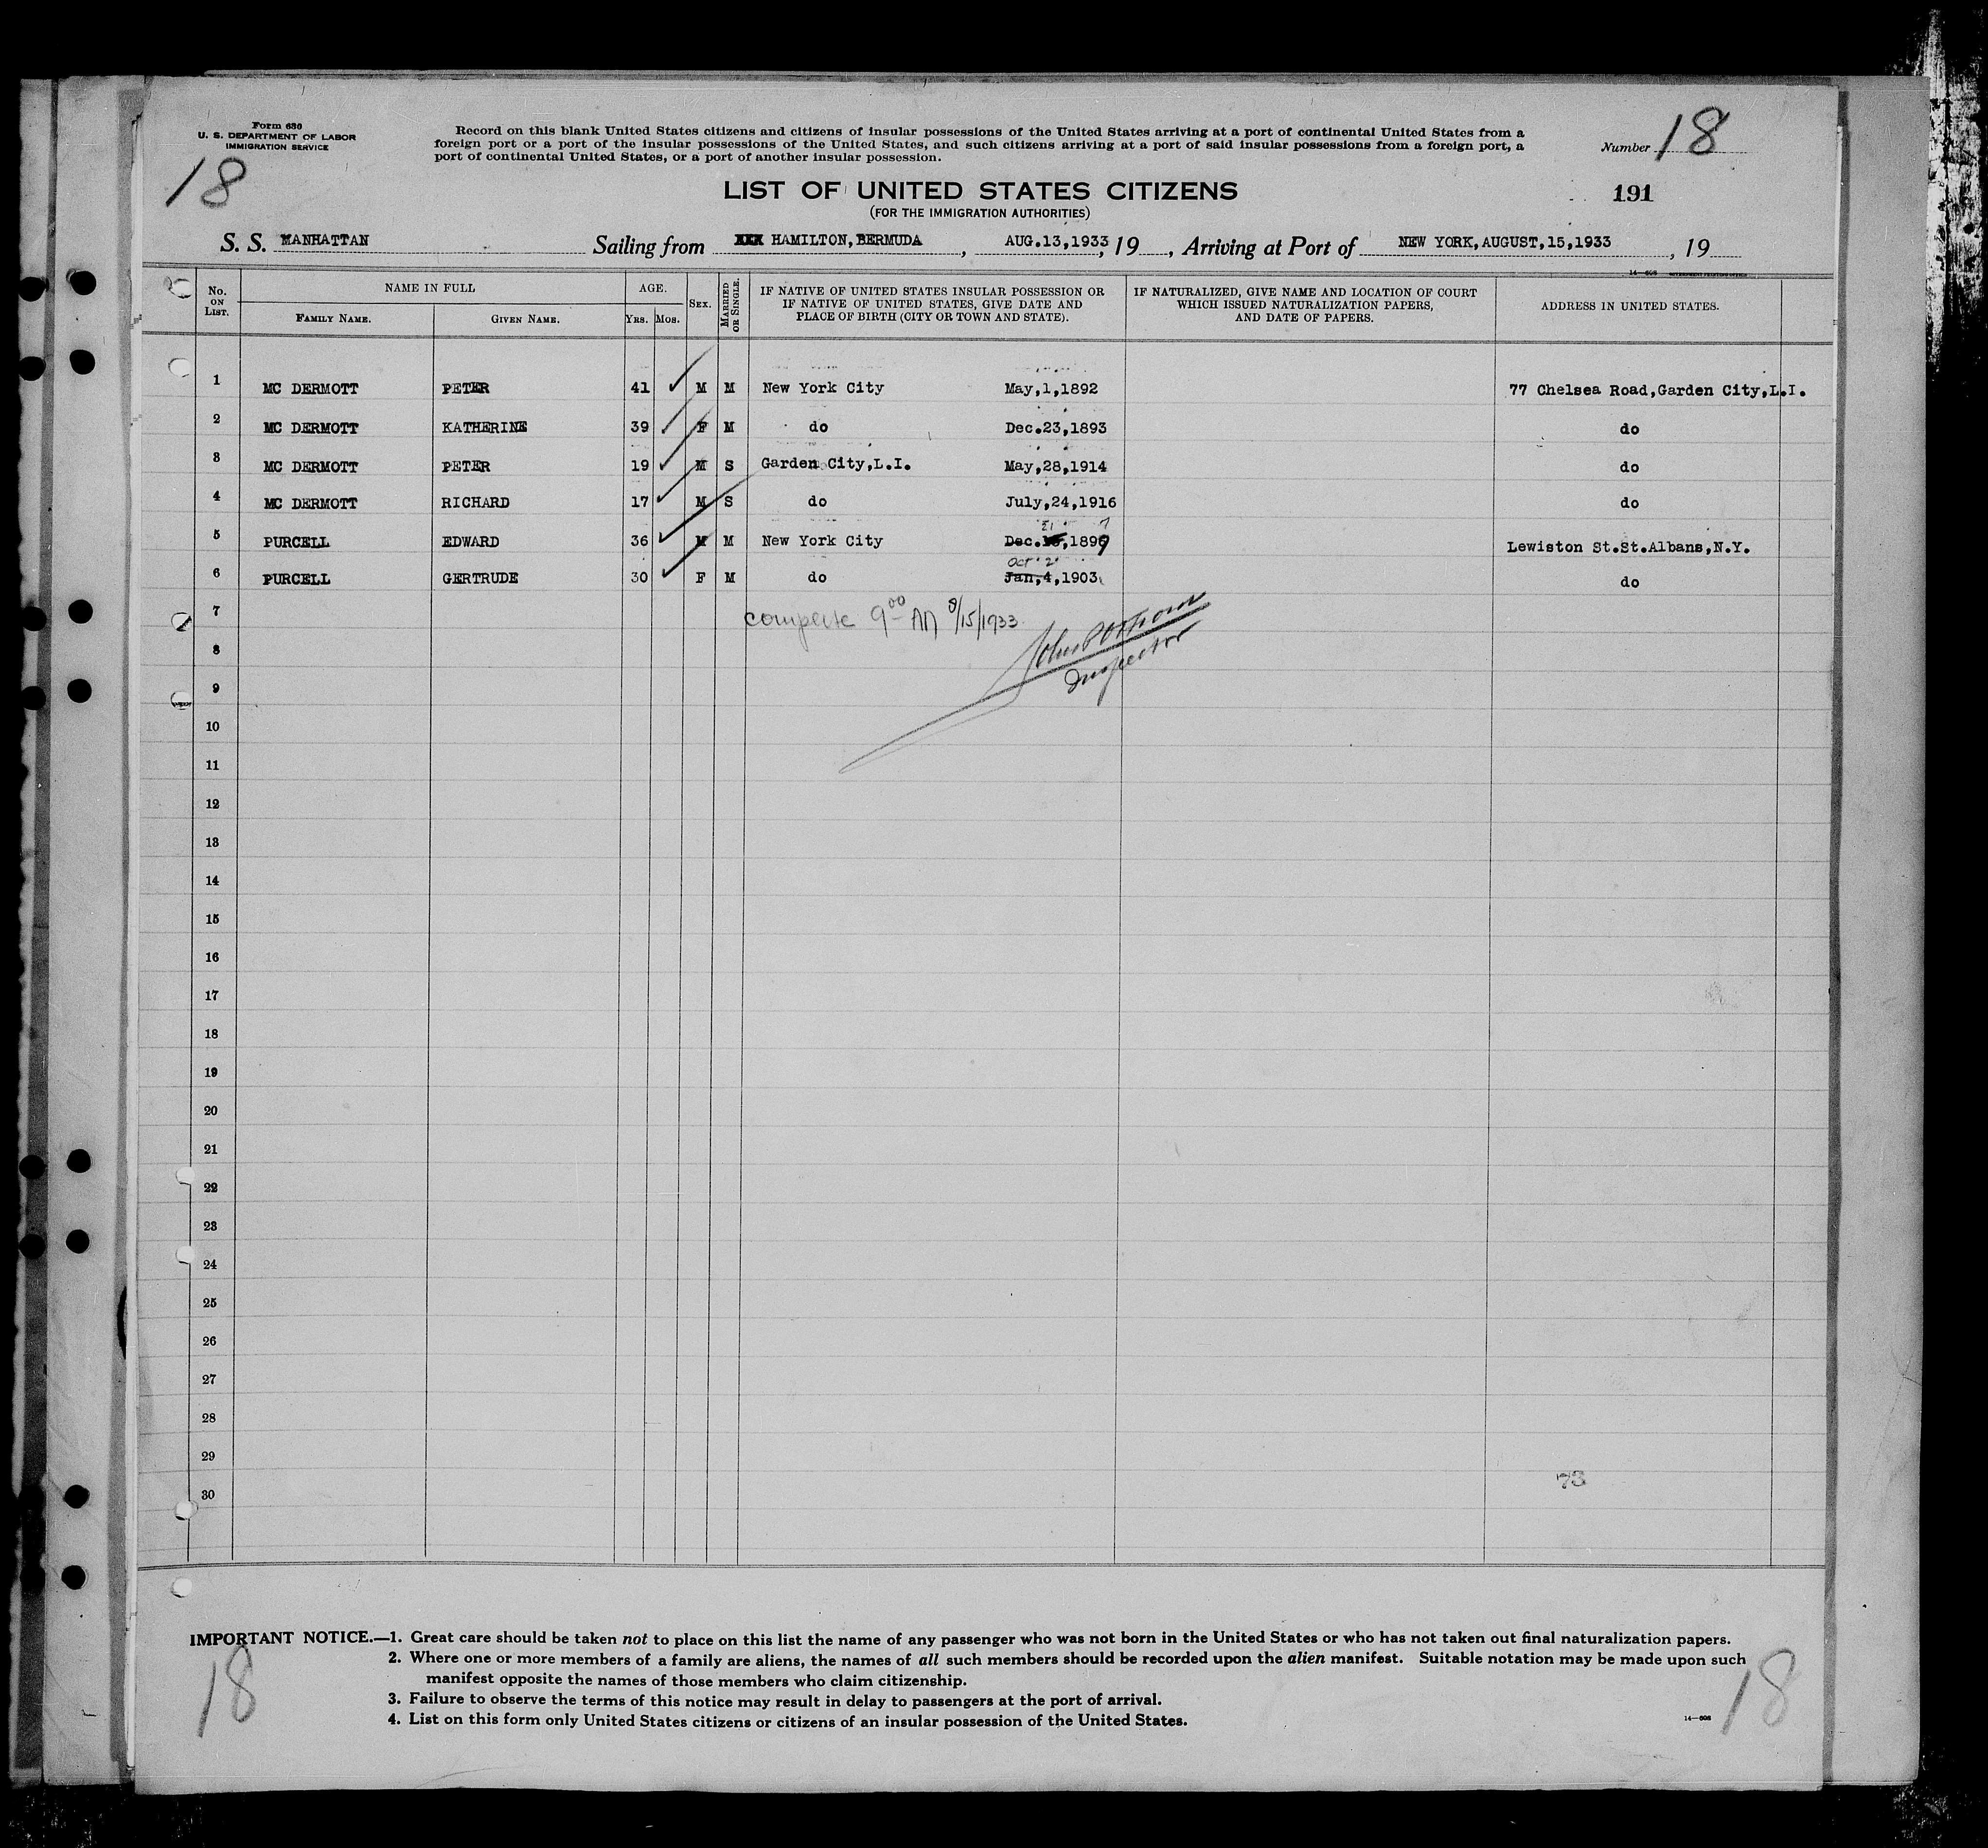 Form 630
U. S. DEPARTMENT OF LABOR
IMMIGRATION SERVICE
18
Record on this blank United States citizens and citizens of insular possessions of the United States arriving at a port of continental United States from a
foreign port or a port of the insular possessions of the United States, and such citizens arriving at a port of said insular possessions from a foreign port, a
port of continental United States, or a port of another insular possession.
Number 18
LIST OF UNITED STATES CITIZENS
(FOR THE IMMIGRATION AUTHORITIES)
191
S. S. MANHATTAN Sailing from HAMILTON, BERMUDA, AUG.13,1933, 19, Arriving at Port of NEW YORK, AUGUST,15,1933, 19
No. ON LIST. NAME IN FULL FAMILY NAME. GIVEN NAME. AGE. YRS. MOS. SEX. MARRIED OR SINGLE. IF NATIVE OF UNITED STATES INSULAR POSSESSION OR IF NATIVE OF UNITED STATES, GIVE DATE AND PLACE OF BIRTH (CITY OR TOWN AND STATE). IF NATURALIZED, GIVE NAME AND LOCATION OF COURT WHICH ISSUED NATURALIZATION PAPERS, AND DATE OF PAPERS. ADDRESS IN UNITED STATES.
1 MC DERMOTT PETER 41 M M New York City May,1,1892 77 Chelsea Road,Garden City,L.I.
2 MC DERMOTT KATHERINE 39 F M do Dec.23,1893 do
3 MC DERMOTT PETER 19 M S Garden City,L.I. May,28,1914 do
4 MC DERMOTT RICHARD 17 M S do July,24,1916 do
5 PURCELL EDWARD 36 M M New York City Dec. 1897 Lewiston St.St.Albans,N.Y.
6 PURCELL GERTRUDE 30 F M do Oct 2 Jan,4,1903 do
7 complete 9 00 AM 8/15/1933
8 Inspector
9
10
11
12
13
14
15
16
17
18
19
20
21
22
23
24
25
26
27
28
29
30
73
IMPORTANT NOTICE.—1. Great care should be taken not to place on this list the name of any passenger who was not born in the United States or who has not taken out final naturalization papers.
2. Where one or more members of a family are aliens, the names of all such members should be recorded upon the alien manifest. Suitable notation may be made upon such
manifest opposite the names of those members who claim citizenship.
3. Failure to observe the terms of this notice may result in delay to passengers at the port of arrival.
4. List on this form only United States citizens or citizens of an insular possession of the United States.
18
14—608
18